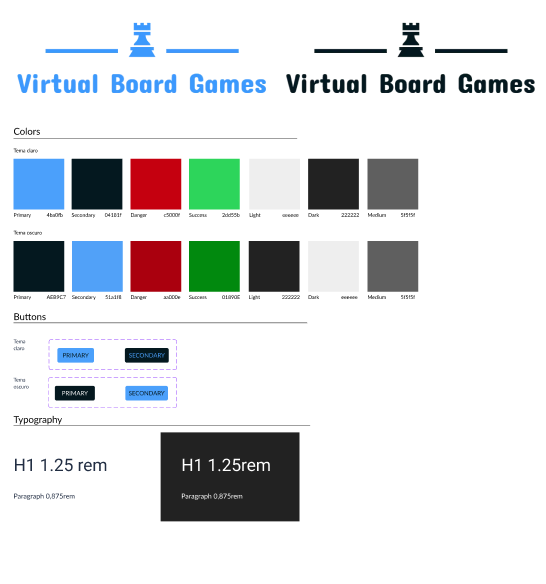 Virtual Board Games Virtual Board Games
Colors
Tema claro
Primary 4ba0fb Secondary 04181f Danger c5000f Success 2dd55b Light eeeeee Dark 222222 Medium 5f5f5f
Tema oscuro
Primary AEB9C7 Secondary 51a1f8 Danger aa000e Success 01890E Light 222222 Dark eeeeee Medium 5f5f5f
Buttons
Tema
claro
PRIMARY SECONDARY
Tema
oscuro
PRIMARY SECONDARY
Typography
H1 1.25 rem H1 1.25rem
Paragraph 0,875rem Paragraph 0,875rem